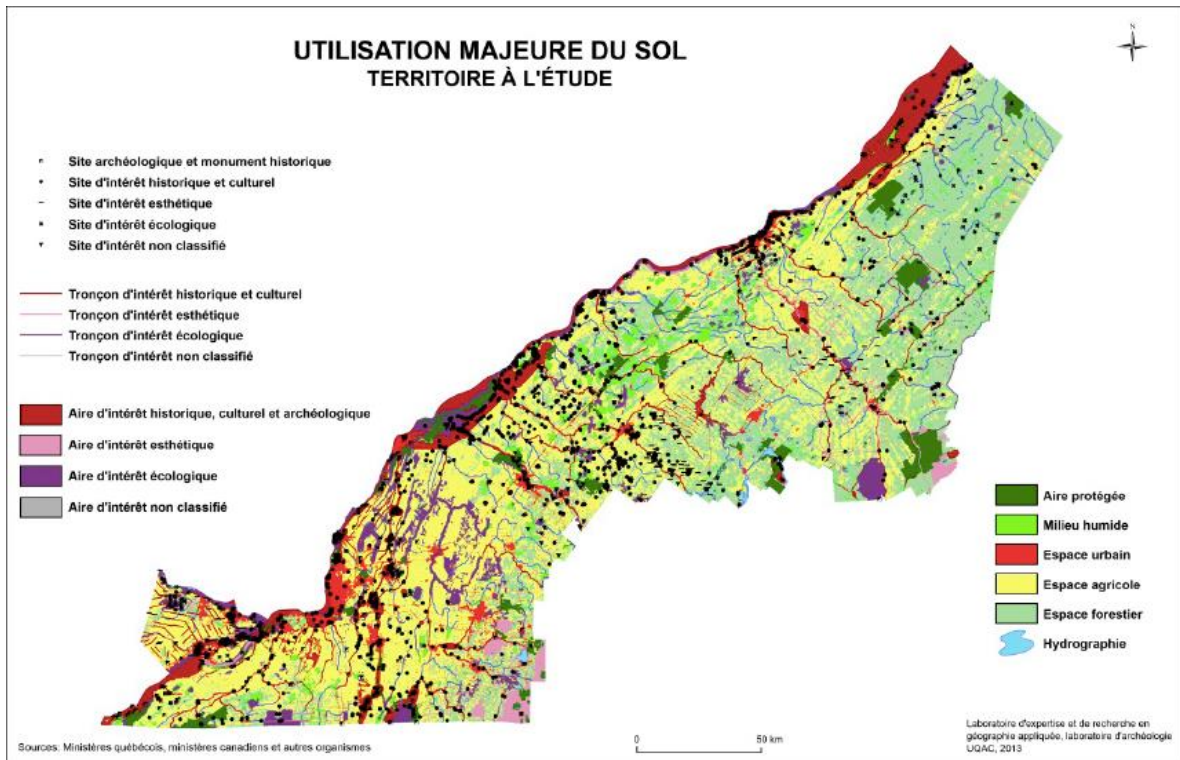 UTILISATION MAJEURE DU SOL
TERRITOIRE À L'ÉTUDE
N
Site archéologique et monument historique
Site d'intérêt historique et culturel
Site d'intérêt esthétique
Site d'intérêt écologique
Site d'intérêt non classifié
Tronçon d'intérêt historique et culturel
Tronçon d'intérêt esthétique
Tronçon d'intérêt écologique
Tronçon d'intérêt non classifié
Aire d'intérêt historique, culturel et archéologique
Aire d'intérêt esthétique
Aire d'intérêt écologique
Aire d'intérêt non classifié
Aire protégée
Milieu humide
Espace urbain
Espace agricole
Espace forestier
Hydrographie
Sources: Ministères québécois, ministères canadiens et autres organismes
0 50 km
Laboratoire d'expertise et de recherche en
géographie appliquée, laboratoire d'archéologie
UQAC, 2013